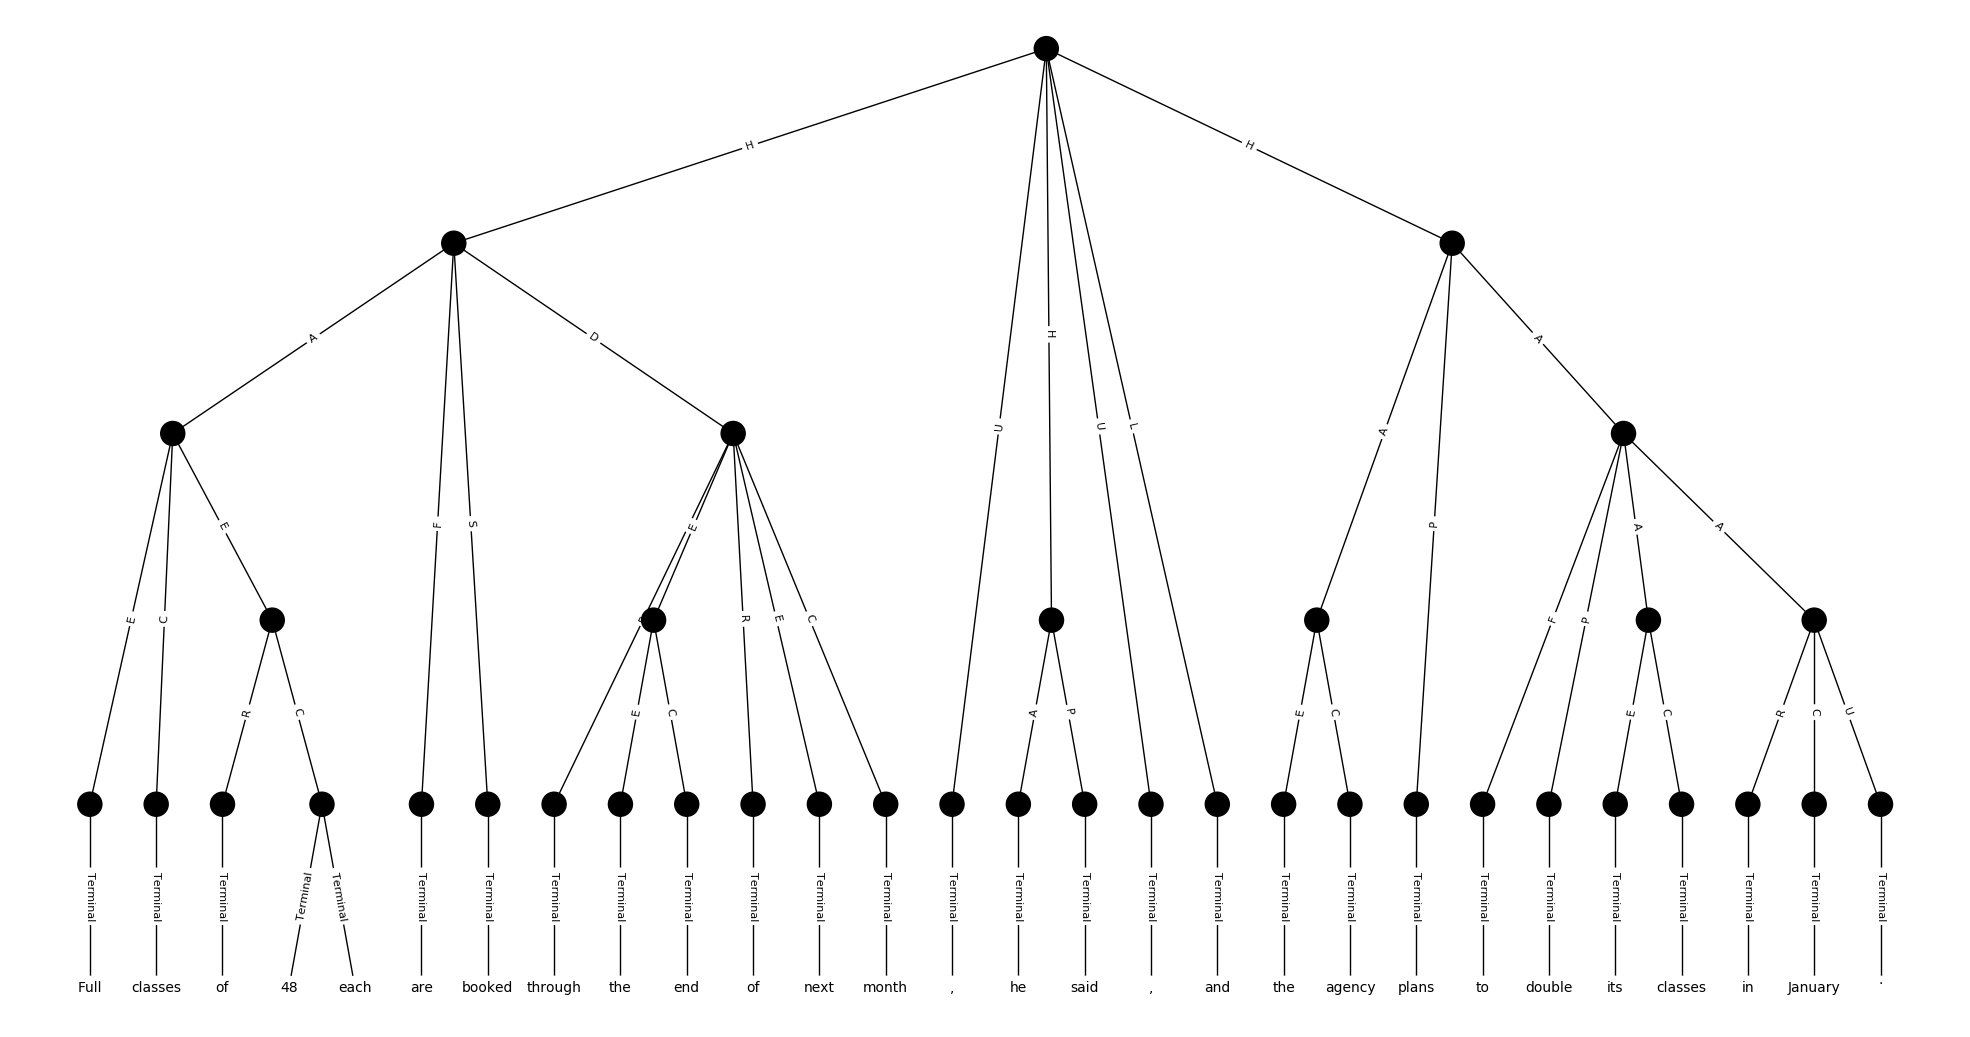 H H
A D H A
U U L A
E F S E P A A
E C R R E C F P
R C E C A P E C E C R C U
Terminal Terminal Terminal Terminal Terminal Terminal Terminal Terminal Terminal Terminal Terminal Terminal Terminal Terminal Terminal Terminal Terminal Terminal Terminal Terminal Terminal Terminal Terminal Terminal Terminal Terminal Terminal Terminal
Full classes of 48 each are booked through the end of next month , he said , and the agency plans to double its classes in January .